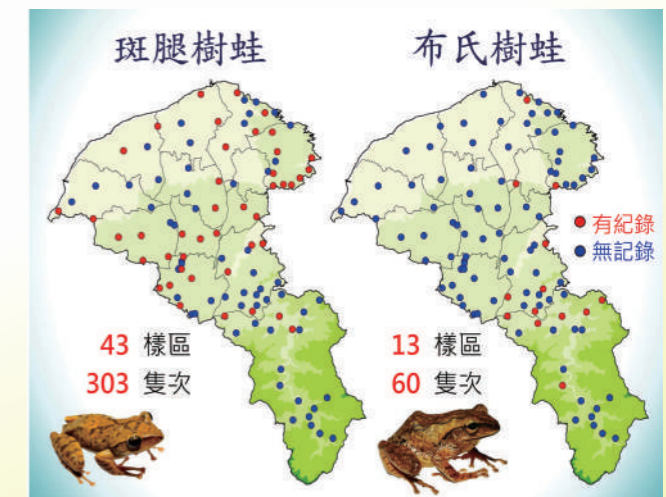 斑腿樹蛙
布氏樹蛙
有紀錄
無記錄
43 樣區
303 隻次
13 樣區
60 隻次